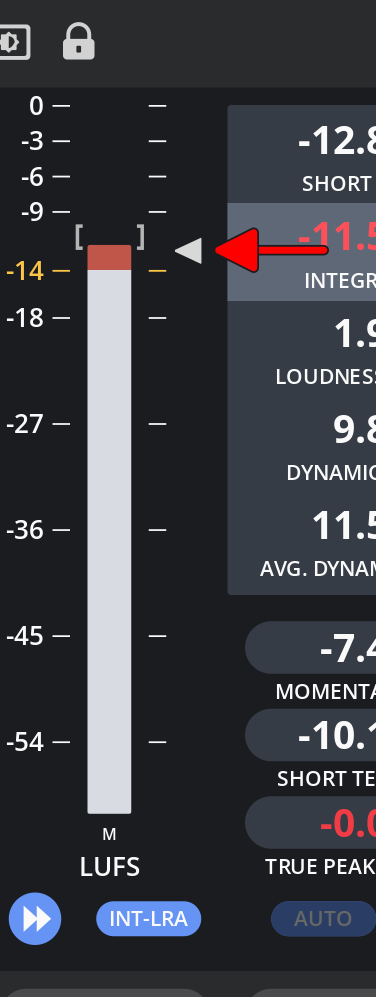 0
-3
-6
-9
-14
-18
-27
-36
-45
-54
M
LUFS
INT-LRA
-12.8
SHORT
-11.5
INTEGR
1.9
LOUDNESS
9.8
DYNAMIC
11.5
AVG. DYNAM
-7.4
MOMENTA
-10.1
SHORT TE
-0.0
TRUE PEAK
AUTO